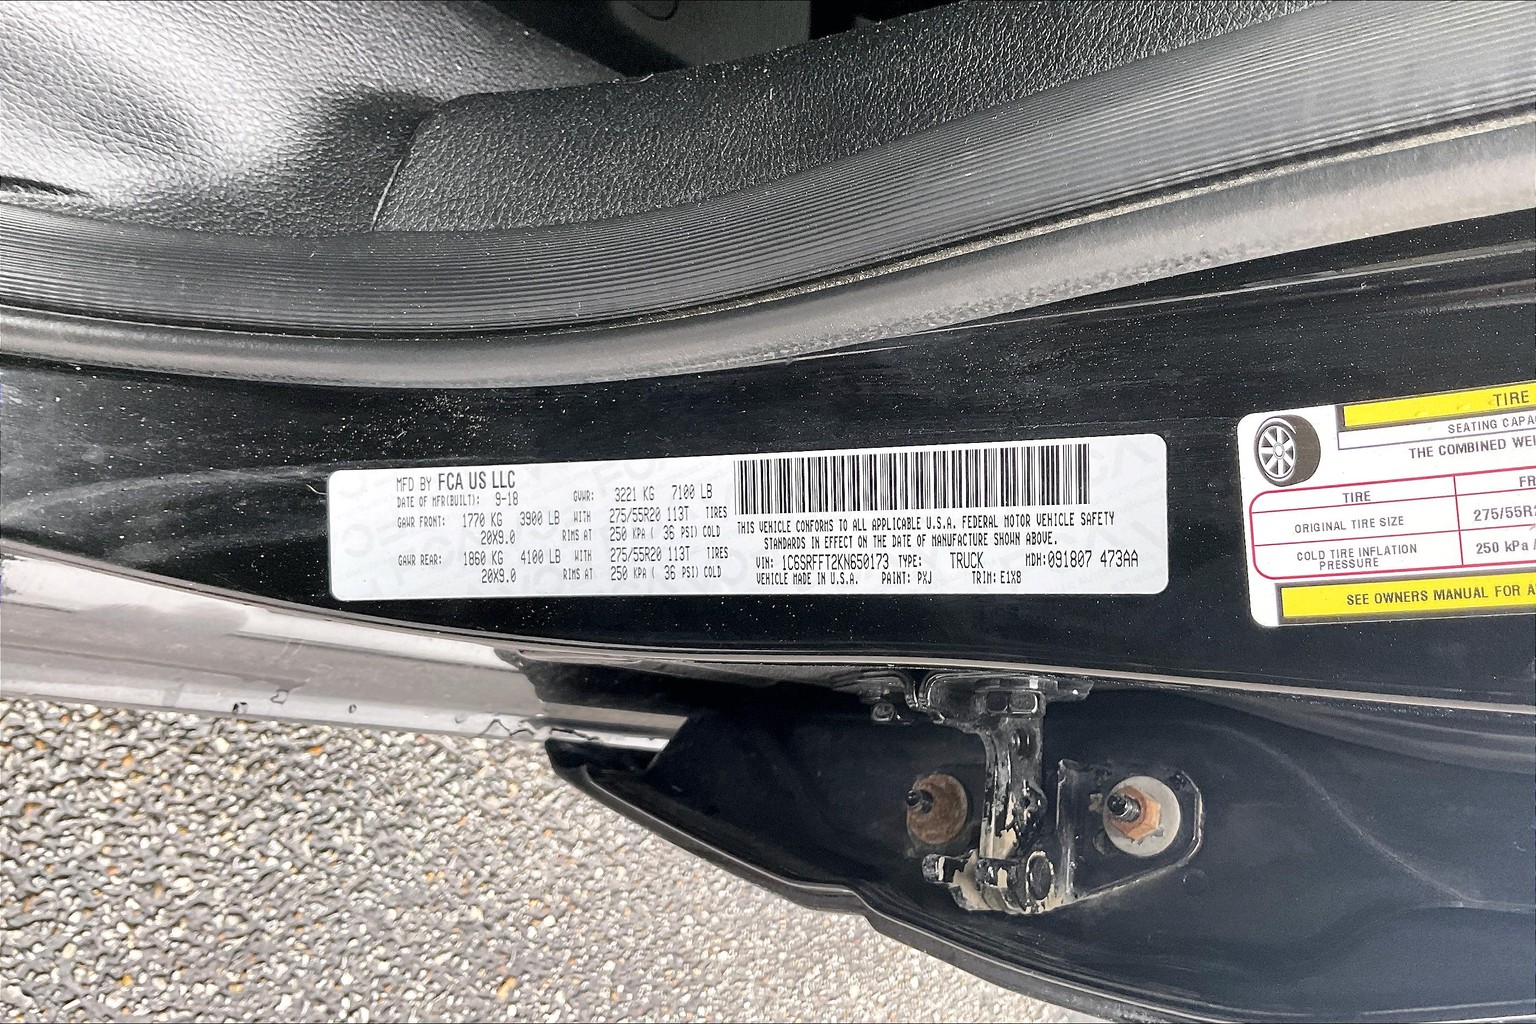 MFD BY FCA US LLC
DATE OF MFR(BUILT): 9-18 GVWR: 3221 KG 7100 LB
GAWR FRONT: 1770 KG 3900 LB WITH 275/55R20 113T TIRES
20X9.0 RIMS AT 250 KPA ( 36 PSI) COLD
GAWR REAR: 1860 KG 4100 LB WITH 275/55R20 113T TIRES
20X9.0 RIMS AT 250 KPA ( 36 PSI) COLD
THIS VEHICLE CONFORMS TO ALL APPLICABLE U.S.A. FEDERAL MOTOR VEHICLE SAFETY
STANDARDS IN EFFECT ON THE DATE OF MANUFACTURE SHOWN ABOVE.
VIN: 1C6SRFFT2KN650173 TYPE: TRUCK MDH:091807 473AA
VEHICLE MADE IN U.S.A. PAINT: PXJ TRIM: E1X8
TIRE
SEATING
THE COMBINED
TIRE
ORIGINAL TIRE SIZE
COLD TIRE INFLATION
PRESSURE
250 kPa /
SEE OWNERS MANUAL FOR